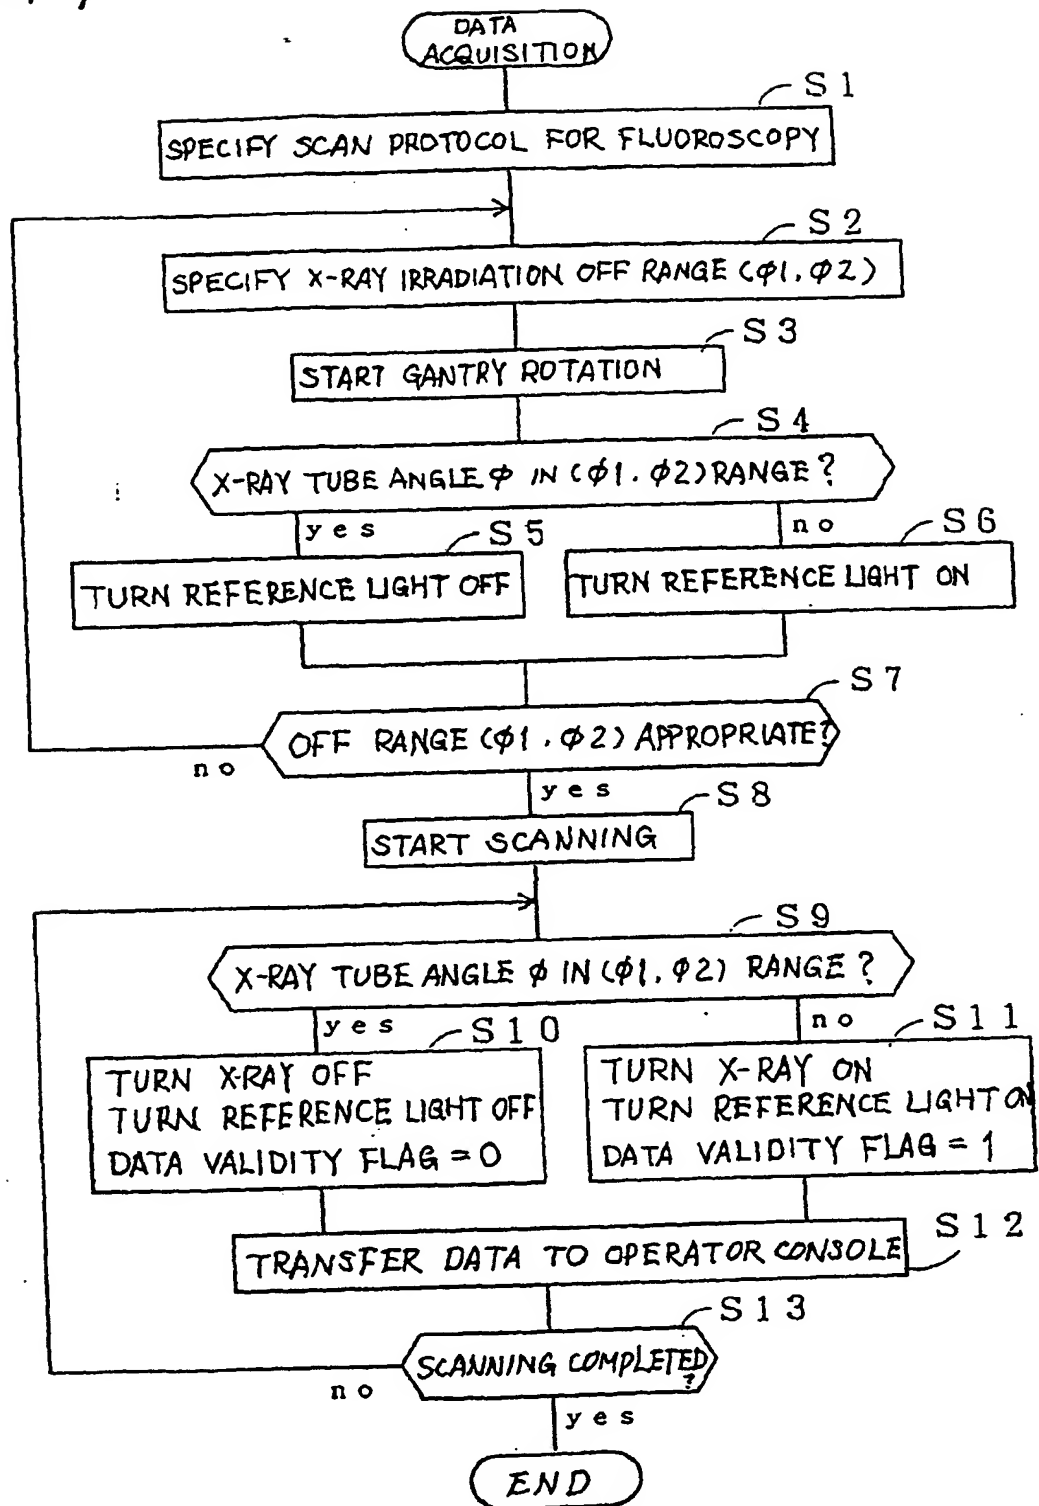 DATA
ACQUISITION
S1
SPECIFY SCAN PROTOCOL FOR FLUOROSCOPY
S2
SPECIFY X-RAY IRRADIATION OFF RANGE (φ1, φ2)
S3
START GANTRY ROTATION
S4
X-RAY TUBE ANGLE φ IN (φ1, φ2) RANGE?
yes
no
S5
S6
TURN REFERENCE LIGHT OFF
TURN REFERENCE LIGHT ON
S7
OFF RANGE (φ1, φ2) APPROPRIATE?
no
yes
S8
START SCANNING
S9
X-RAY TUBE ANGLE φ IN (φ1, φ2) RANGE?
yes
no
S10
S11
TURN X-RAY OFF
TURN REFERENCE LIGHT OFF
DATA VALIDITY FLAG = 0
TURN X-RAY ON
TURN REFERENCE LIGHT ON
DATA VALIDITY FLAG = 1
S12
TRANSFER DATA TO OPERATOR CONSOLE
S13
SCANNING COMPLETED
?
no
yes
END